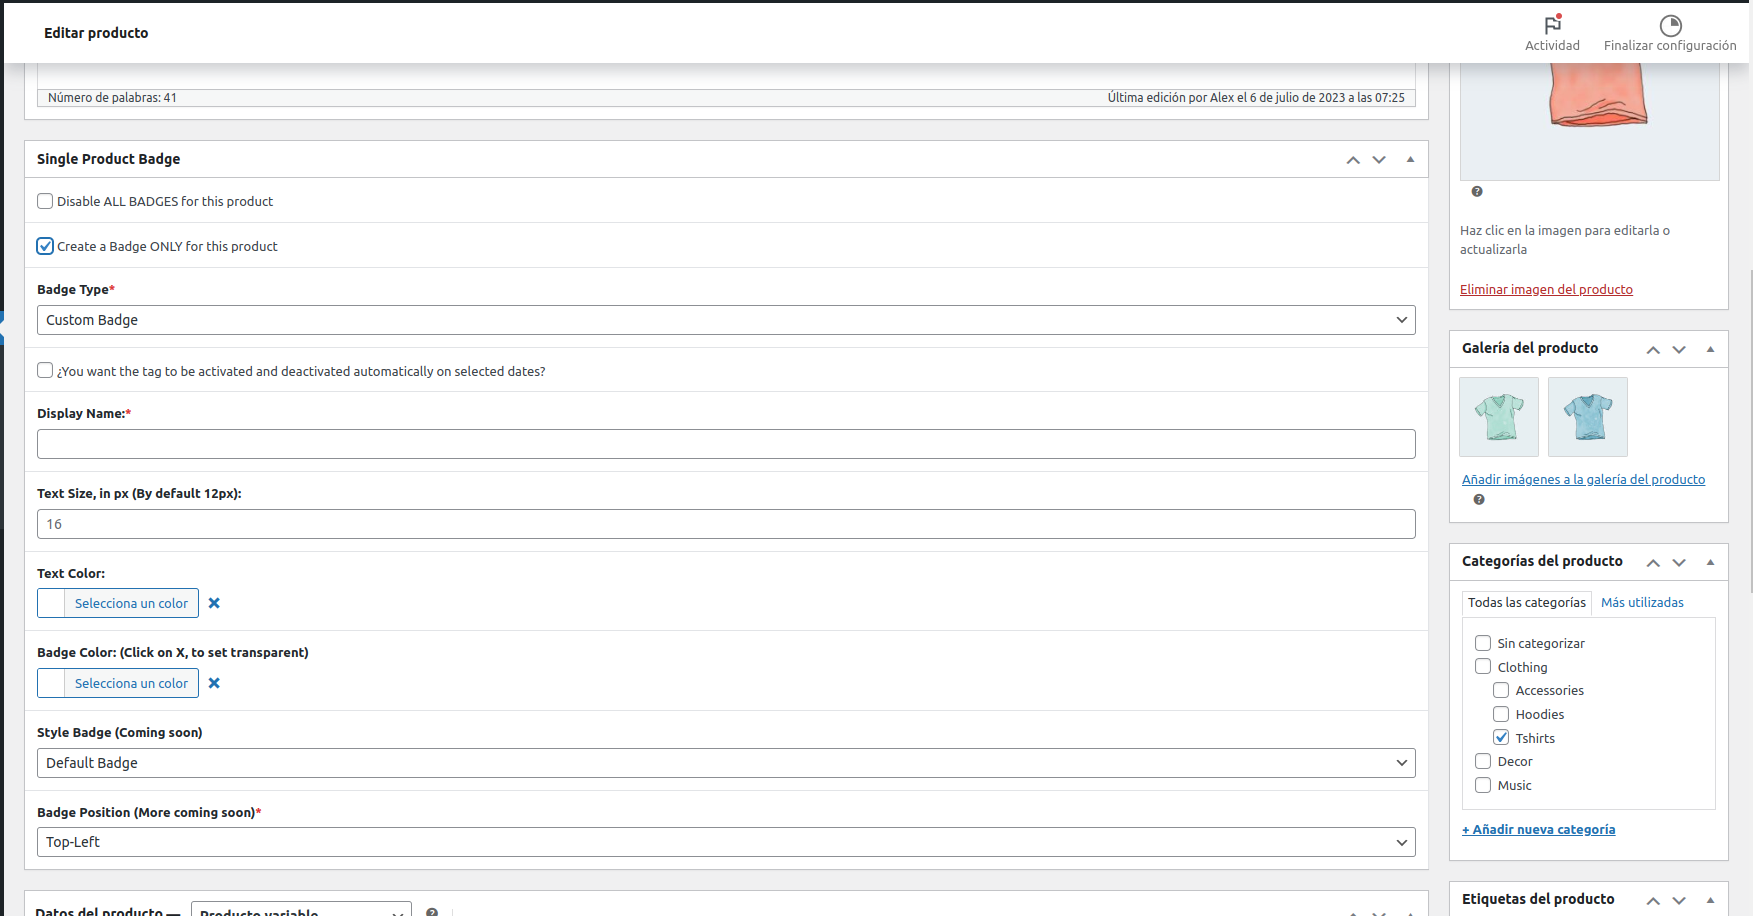 Editar producto
Actividad
Finalizar configuración
Número de palabras: 41
Última edición por Alex el 6 de julio de 2023 a las 07:25
Single Product Badge
Disable ALL BADGES for this product
Create a Badge ONLY for this product
Badge Type*
Custom Badge
¿You want the tag to be activated and deactivated automatically on selected dates?
Display Name:*
Text Size, in px (By default 12px):
16
Text Color:
Selecciona un color
Badge Color: (Click on X, to set transparent)
Selecciona un color
Style Badge (Coming soon)
Default Badge
Badge Position (More coming soon)*
Top-Left
Datos del producto —
Producto variable
Haz clic en la imagen para editarla o
actualizarla
Eliminar imagen del producto
Galería del producto
Añadir imágenes a la galería del producto
Categorías del producto
Todas las categorías
Más utilizadas
Sin categorizar
Clothing
Accessories
Hoodies
Tshirts
Decor
Music
+ Añadir nueva categoría
Etiquetas del producto